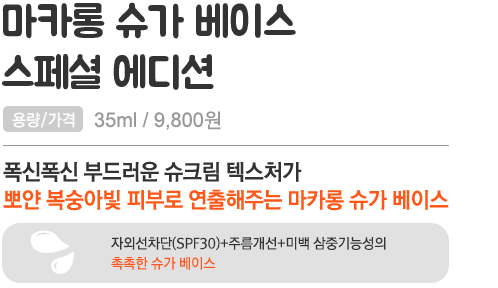 마카롱 슈가 베이스
스페셜 에디션
용량/가격 35ml / 9,800원
폭신폭신 부드러운 슈크림 텍스처가
뽀얀 복숭아빛 피부로 연출해주는 마카롱 슈가 베이스
자외선차단(SPF30)+주름개선+미백 삼중기능성의
촉촉한 슈가 베이스